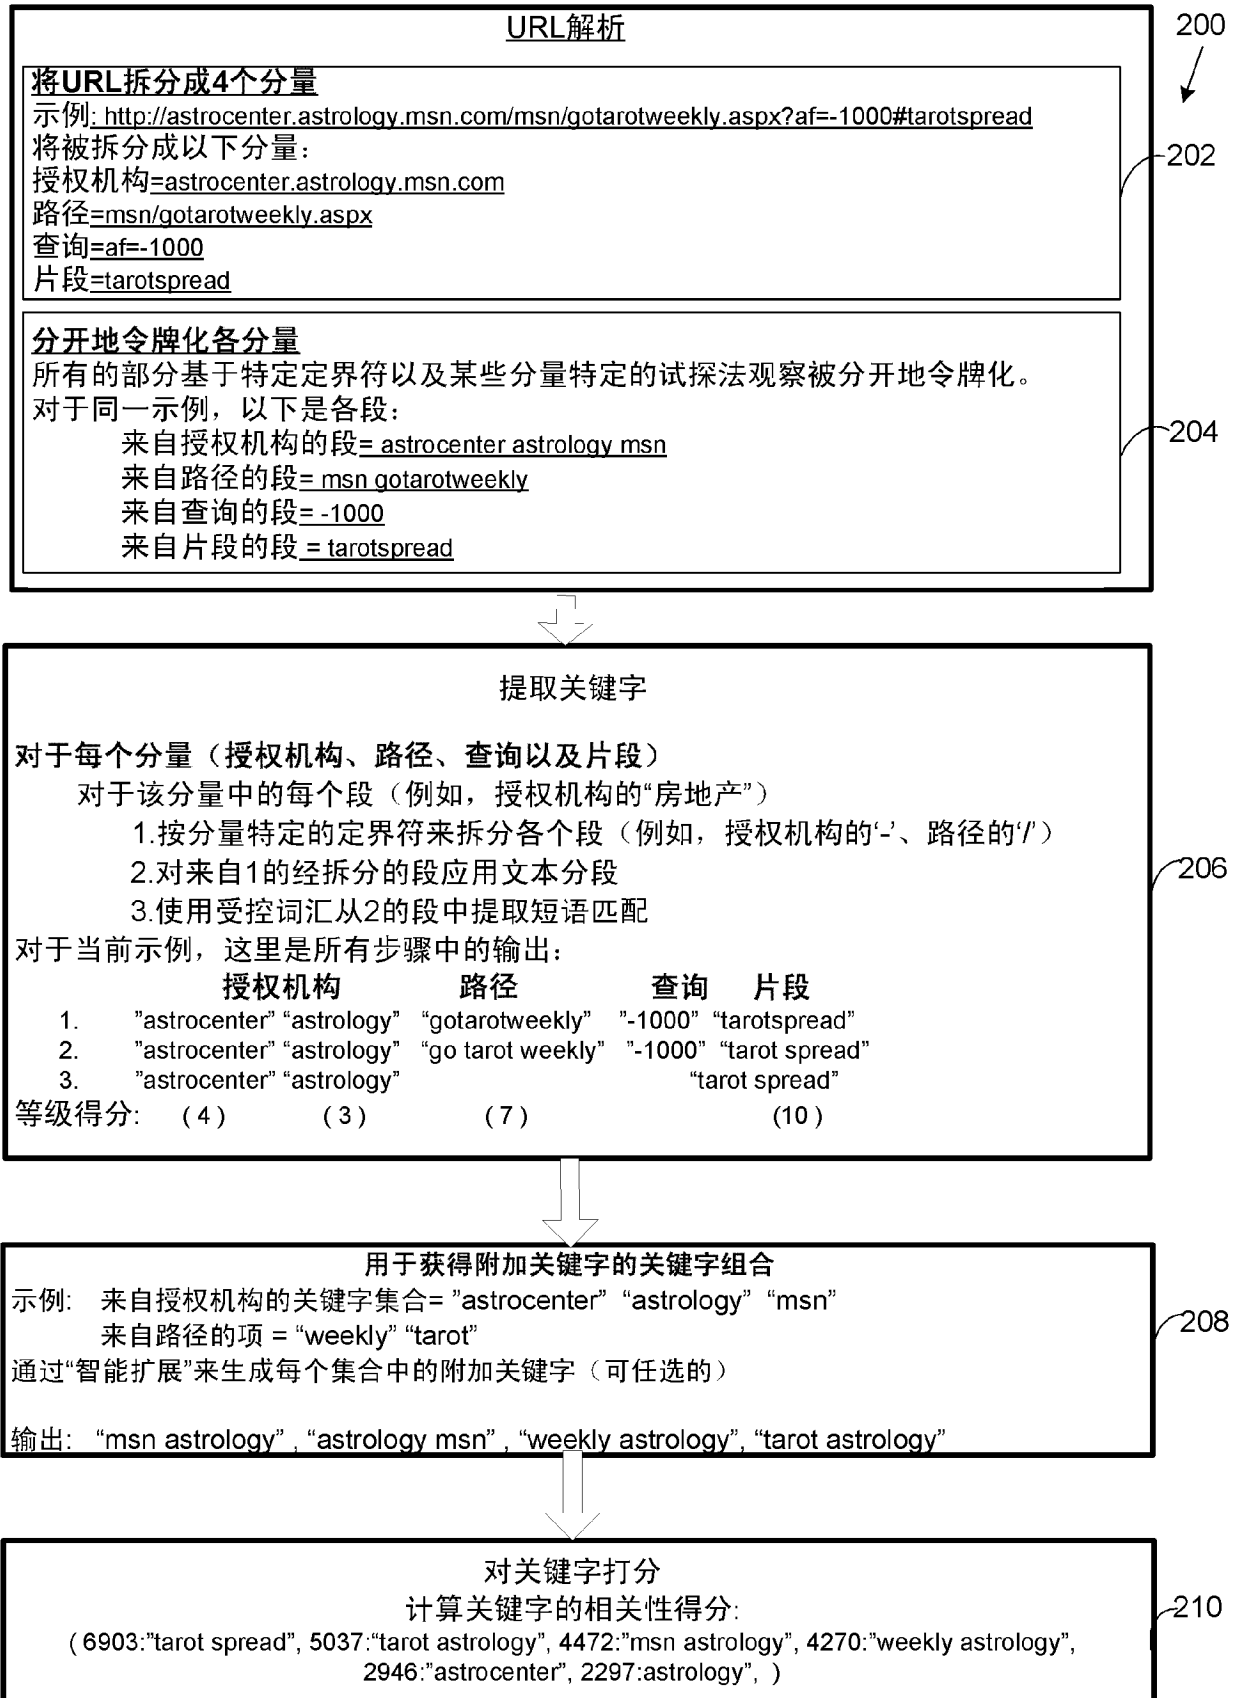 URL解析
200
将URL拆分成4个分量
示例: http://astrocenter.astrology.msn.com/msn/gotarotweekly.aspx?af=-1000#tarotspread
将被拆分成以下分量：
202
授权机构=astrocenter.astrology.msn.com
路径=msn/gotarotweekly.aspx
查询=af=-1000
片段=tarotspread
分开地令牌化各分量
所有的部分基于特定定界符以及某些分量特定的试探法观察被分开地令牌化。
对于同一示例，以下是各段：
204
来自授权机构的段= astrocenter astrology msn
来自路径的段= msn gotarotweekly
来自查询的段= -1000
来自片段的段 = tarotspread
提取关键字
对于每个分量（授权机构、路径、查询以及片段）
对于该分量中的每个段（例如，授权机构的“房地产”）
1.按分量特定的定界符来拆分各个段（例如，授权机构的‘-’、路径的‘/’）
2.对来自1的经拆分的段应用文本分段
206
3.使用受控词汇从2的段中提取短语匹配
对于当前示例，这里是所有步骤中的输出：
授权机构 路径 查询 片段
1. ”astrocenter” “astrology” “gotarotweekly” ”-1000” “tarotspread”
2. ”astrocenter” “astrology” “go tarot weekly” ”-1000” “tarot spread”
3. ”astrocenter” “astrology” “tarot spread”
等级得分: （4） （3） （7） （10）
用于获得附加关键字的关键字组合
示例: 来自授权机构的关键字集合= ”astrocenter” “astrology” “msn”
208
来自路径的项 = “weekly” “tarot”
通过“智能扩展”来生成每个集合中的附加关键字（可任选的）
输出: “msn astrology” , “astrology msn” , “weekly astrology”, “tarot astrology”
对关键字打分
计算关键字的相关性得分:
210
（6903:”tarot spread”, 5037:“tarot astrology”, 4472:”msn astrology”, 4270:”weekly astrology”,
2946:”astrocenter”, 2297:astrology”, ）